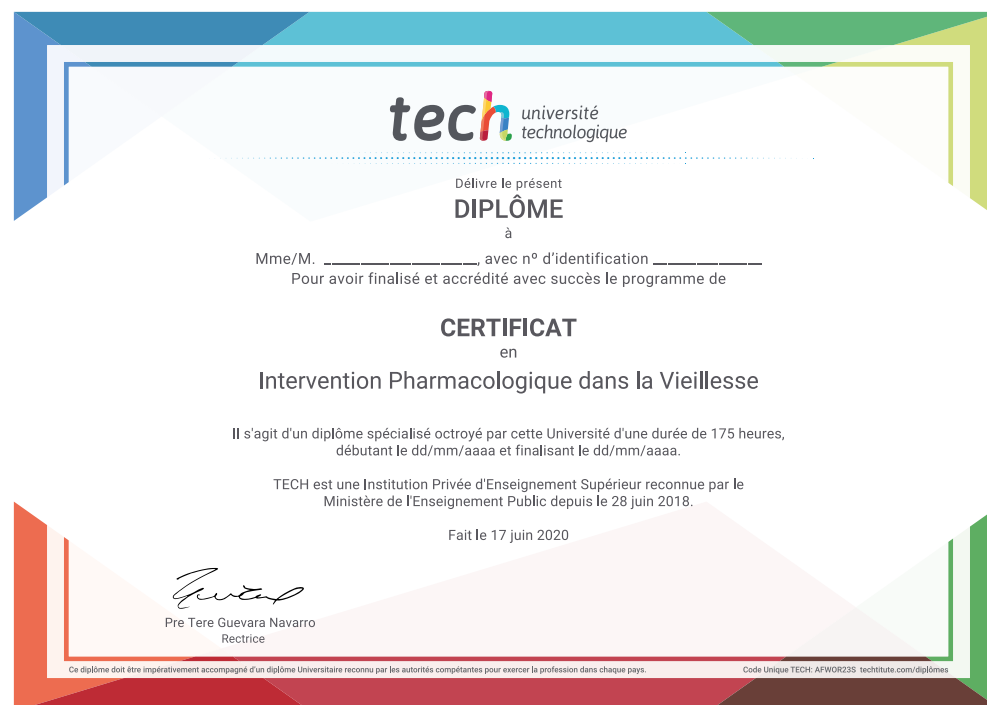 tech université
technologique
Délivre le présent
DIPLÔME
à
Mme/M. ________________, avec nº d'identification ____________
Pour avoir finalisé et accrédité avec succès le programme de
CERTIFICAT
en
Intervention Pharmacologique dans la Vieillesse
Il s'agit d'un diplôme spécialisé octroyé par cette Université d'une durée de 175 heures,
débutant le dd/mm/aaaa et finalisant le dd/mm/aaaa.
TECH est une Institution Privée d'Enseignement Supérieur reconnue par le
Ministère de l'Enseignement Public depuis le 28 juin 2018.
Fait le 17 juin 2020
Pre Tere Guevara Navarro
Rectrice
Ce diplôme doit être impérativement accompagné d'un diplôme Universitaire reconnu par les autorités compétantes pour exercer la profession dans chaque pays.
Code Unique TECH: AFWOR23S techtitute.com/diplômes